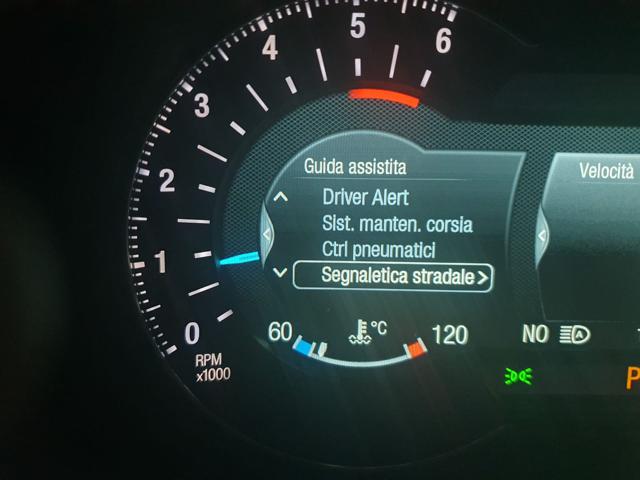 5
6
4
3
2
1
0
RPM
x1000
Guida assistita
Driver Alert
Sist. manten. corsia
Ctrl pneumatici
Segnaletica stradale>
Velocità
60 °C 120
NO
P